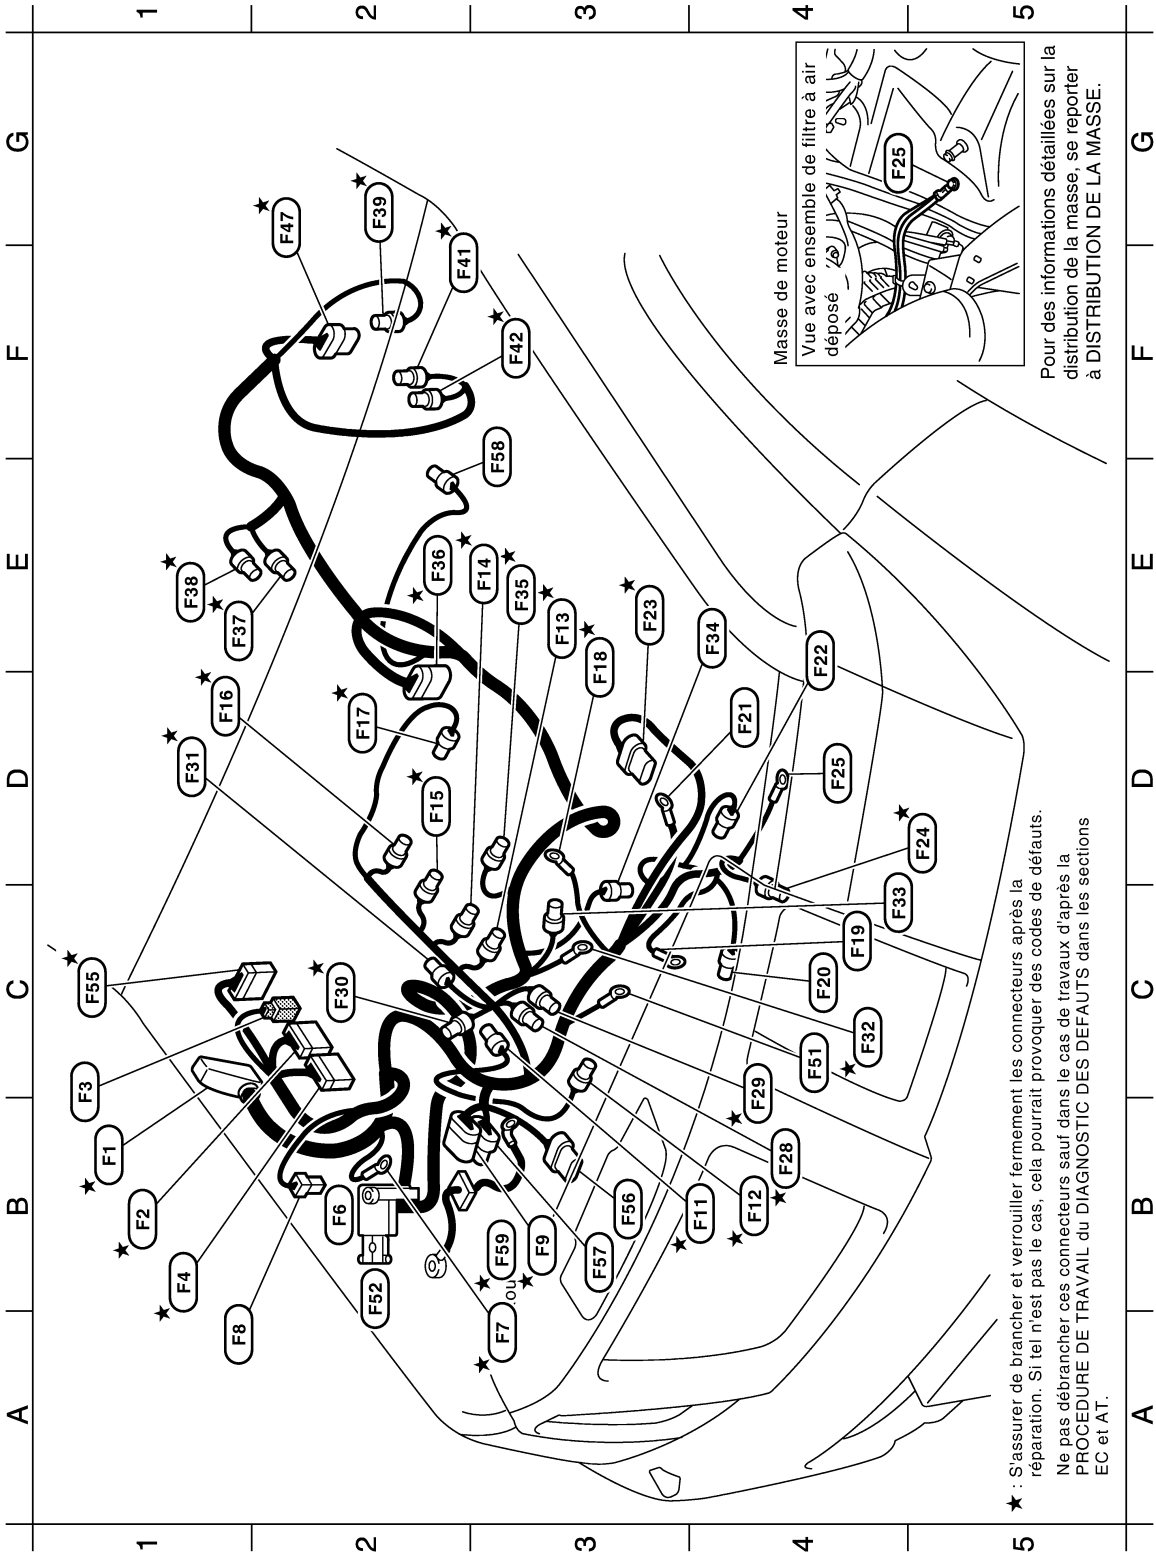 1
2
3
4
5
G
F
E
D
C
B
A
F47
F39
F41
F42
F58
F38
F37
F36
F14
F35
F13
F18
F23
F34
F22
F16
F31
F17
F15
F21
F25
F24
F33
F19
F20
F32
F51
F29
F28
F12
F11
F55
F30
F3
F1
F2
F4
F8
F6
F52
F7
F59
ou
F9
F57
F56
Masse de moteur
Vue avec ensemble de filtre à air
déposé
F25
Pour des informations détaillées sur la
distribution de la masse, se reporter
à DISTRIBUTION DE LA MASSE.
★ : S'assurer de brancher et verrouiller fermement les connecteurs après la
réparation. Si tel n'est pas le cas, cela pourrait provoquer des codes de défauts.
Ne pas débrancher ces connecteurs sauf dans le cas de travaux d'après la
PROCEDURE DE TRAVAIL du DIAGNOSTIC DES DEFAUTS dans les sections
EC et AT.
G
F
E
D
C
B
A
1
2
3
4
5